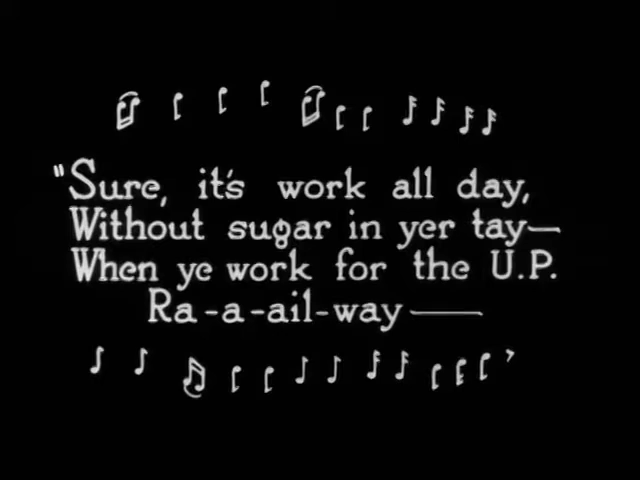 "Sure, it's work all day,
Without sugar in yer tay—
When ye work for the U.P.
Ra-a-ail-way——